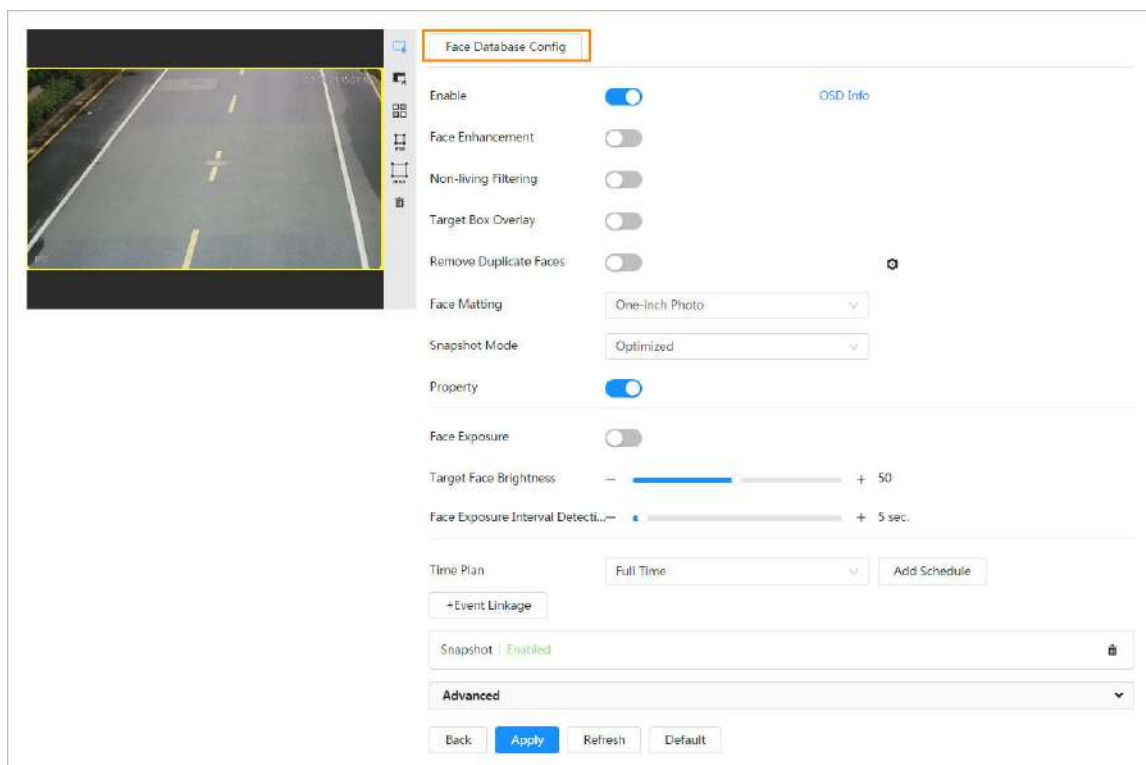 Face Database Config
Enable
OSD Info
Face Enhancement
Non-living Filtering
Target Box Overlay
Remove Duplicate Faces
Face Matting
One-Inch Photo
Snapshot Mode
Optimized
Property
Face Exposure
Target Face Brightness
− + 50
Face Exposure Interval Detecti...− + 5 sec.
Time Plan
Full Time
Add Schedule
+Event Linkage
Snapshot | Enabled
Advanced
Back
Apply
Refresh
Default